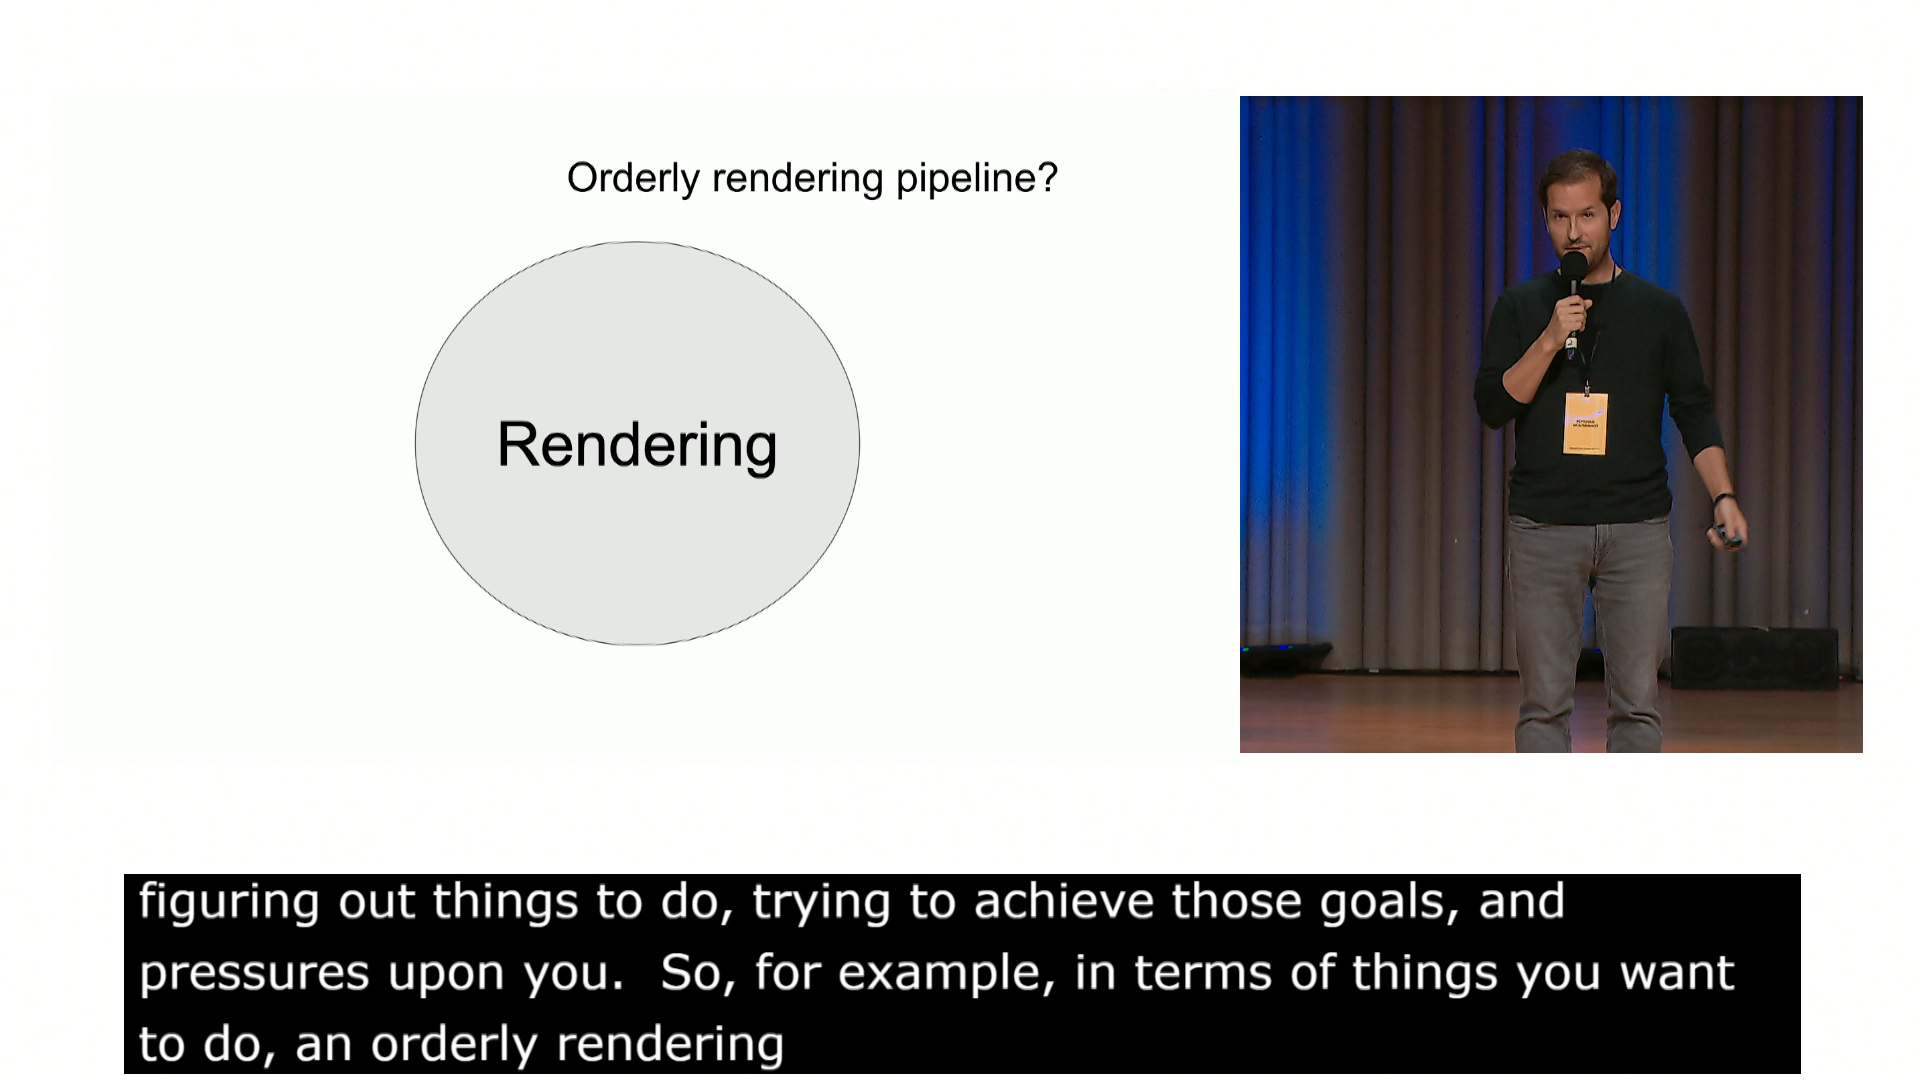 Orderly rendering pipeline?
Rendering
figuring out things to do, trying to achieve those goals, and
pressures upon you.  So, for example, in terms of things you want
to do, an orderly rendering